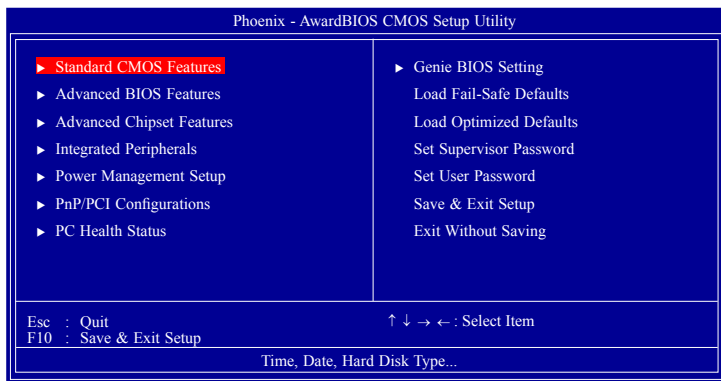 Phoenix - AwardBIOS CMOS Setup Utility
► Standard CMOS Features
► Advanced BIOS Features
► Advanced Chipset Features
► Integrated Peripherals
► Power Management Setup
► PnP/PCI Configurations
► PC Health Status
► Genie BIOS Setting
Load Fail-Safe Defaults
Load Optimized Defaults
Set Supervisor Password
Set User Password
Save & Exit Setup
Exit Without Saving
Esc : Quit
F10 : Save & Exit Setup
↑ ↓ → ← : Select Item
Time, Date, Hard Disk Type...